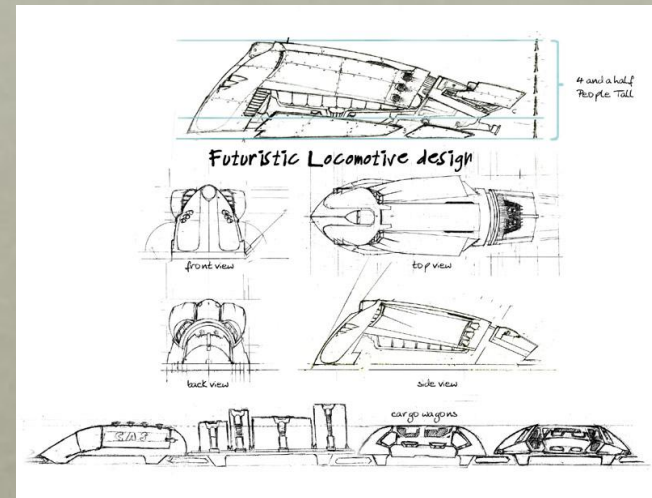 4 and a half
People Tall
Futuristic Locomotive design
front view
top view
back view
side view
cargo wagons